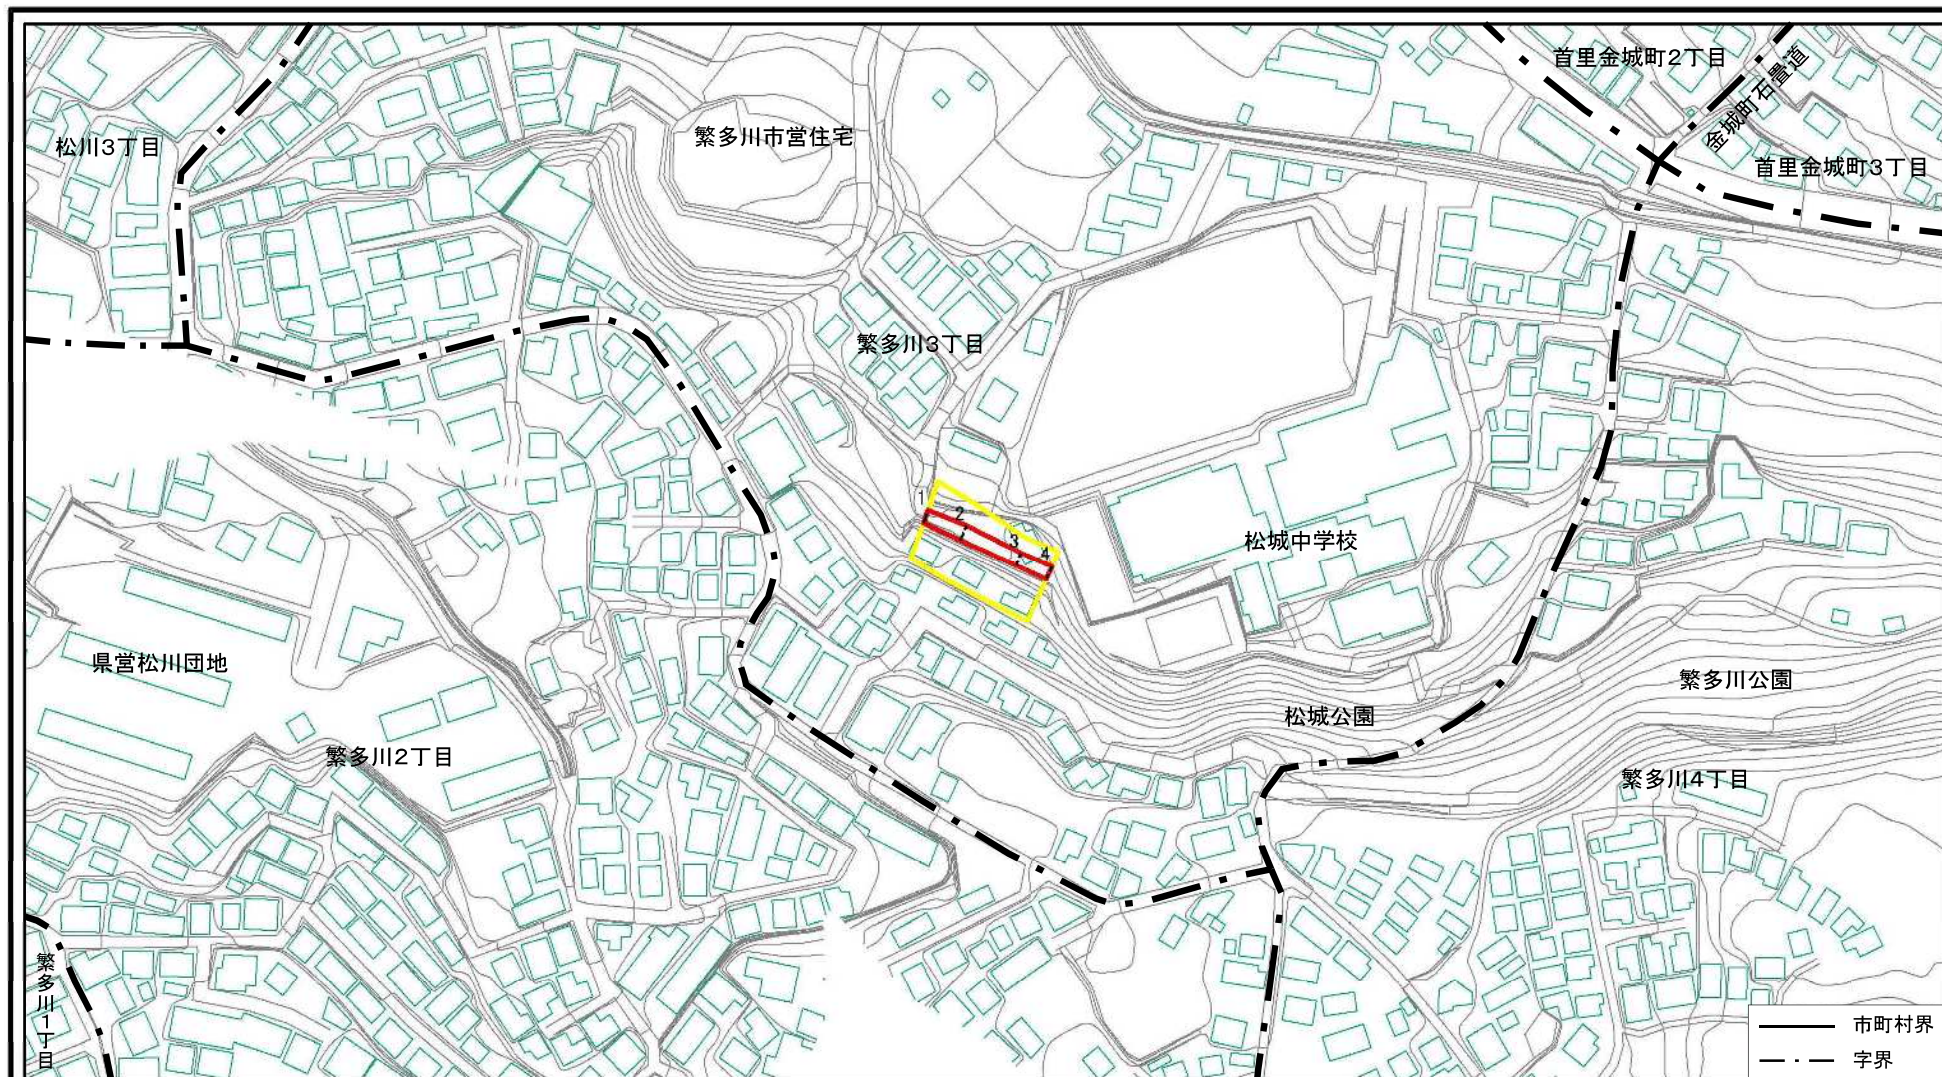 首里金城町2丁目
金城町石畳道
松川3丁目
繁多川市営住宅
首里金城町3丁目
繁多川3丁目
1
2
3
4
松城中学校
県営松川団地
繁多川公園
松城公園
繁多川2丁目
繁多川4丁目
繁多川1丁目
市町村界
字界